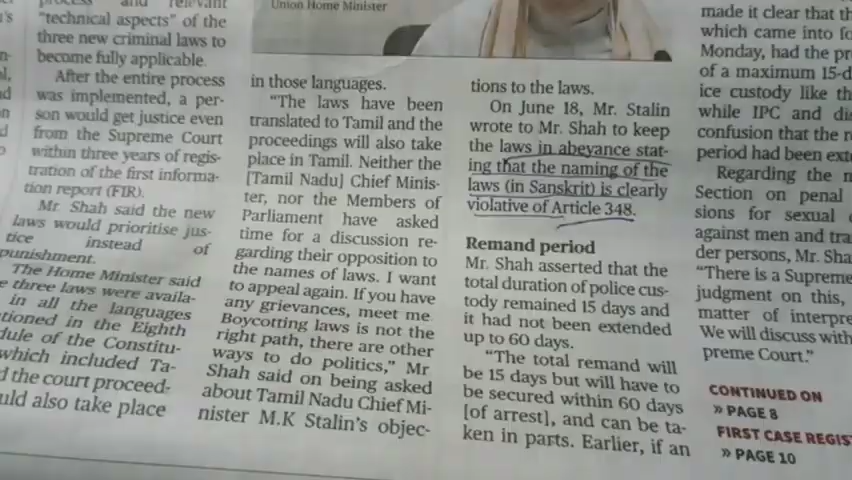 "technical aspects" of the
three new criminal laws to
become fully applicable.
After the entire process
was implemented, a per-
son would get justice even
from the Supreme Court
within three years of regis-
tration of the first informa-
tion report (FIR).
Mr. Shah said the new
laws would prioritise jus-
tice instead of
punishment.
The Home Minister said
three laws were availa-
in all the languages
tioned in the Eighth
dule of the Constitu-
which included Ta-
the court proceed-
uld also take place
Union Home Minister
in those languages.
"The laws have been
translated to Tamil and the
proceedings will also take
place in Tamil. Neither the
[Tamil Nadu] Chief Minis-
ter, nor the Members of
Parliament have asked
time for a discussion re-
garding their opposition to
the names of laws. I want
to appeal again. If you have
any grievances, meet me.
Boycotting laws is not the
right path, there are other
ways to do politics," Mr.
Shah said on being asked
about Tamil Nadu Chief Mi-
nister M.K Stalin's objec-
tions to the laws.
On June 18, Mr. Stalin
wrote to Mr. Shah to keep
the laws in abeyance stat-
ing that the naming of the
laws (in Sanskrit) is clearly
violative of Article 348.
Remand period
Mr. Shah asserted that the
total duration of police cus-
tody remained 15 days and
it had not been extended
up to 60 days.
"The total remand will
be 15 days but will have to
be secured within 60 days
[of arrest], and can be ta-
ken in parts. Earlier, if an
made it clear that th
which came into fo
Monday, had the pr
of a maximum 15-d
ice custody like th
while IPC and di
confusion that the r
period had been exte
Regarding the n
Section on penal
sions for sexual
against men and tra
der persons, Mr. Sha
"There is a Supreme
judgment on this,
matter of interpre
We will discuss with
preme Court."
CONTINUED ON
» PAGE 8
FIRST CASE REGIS
» PAGE 10